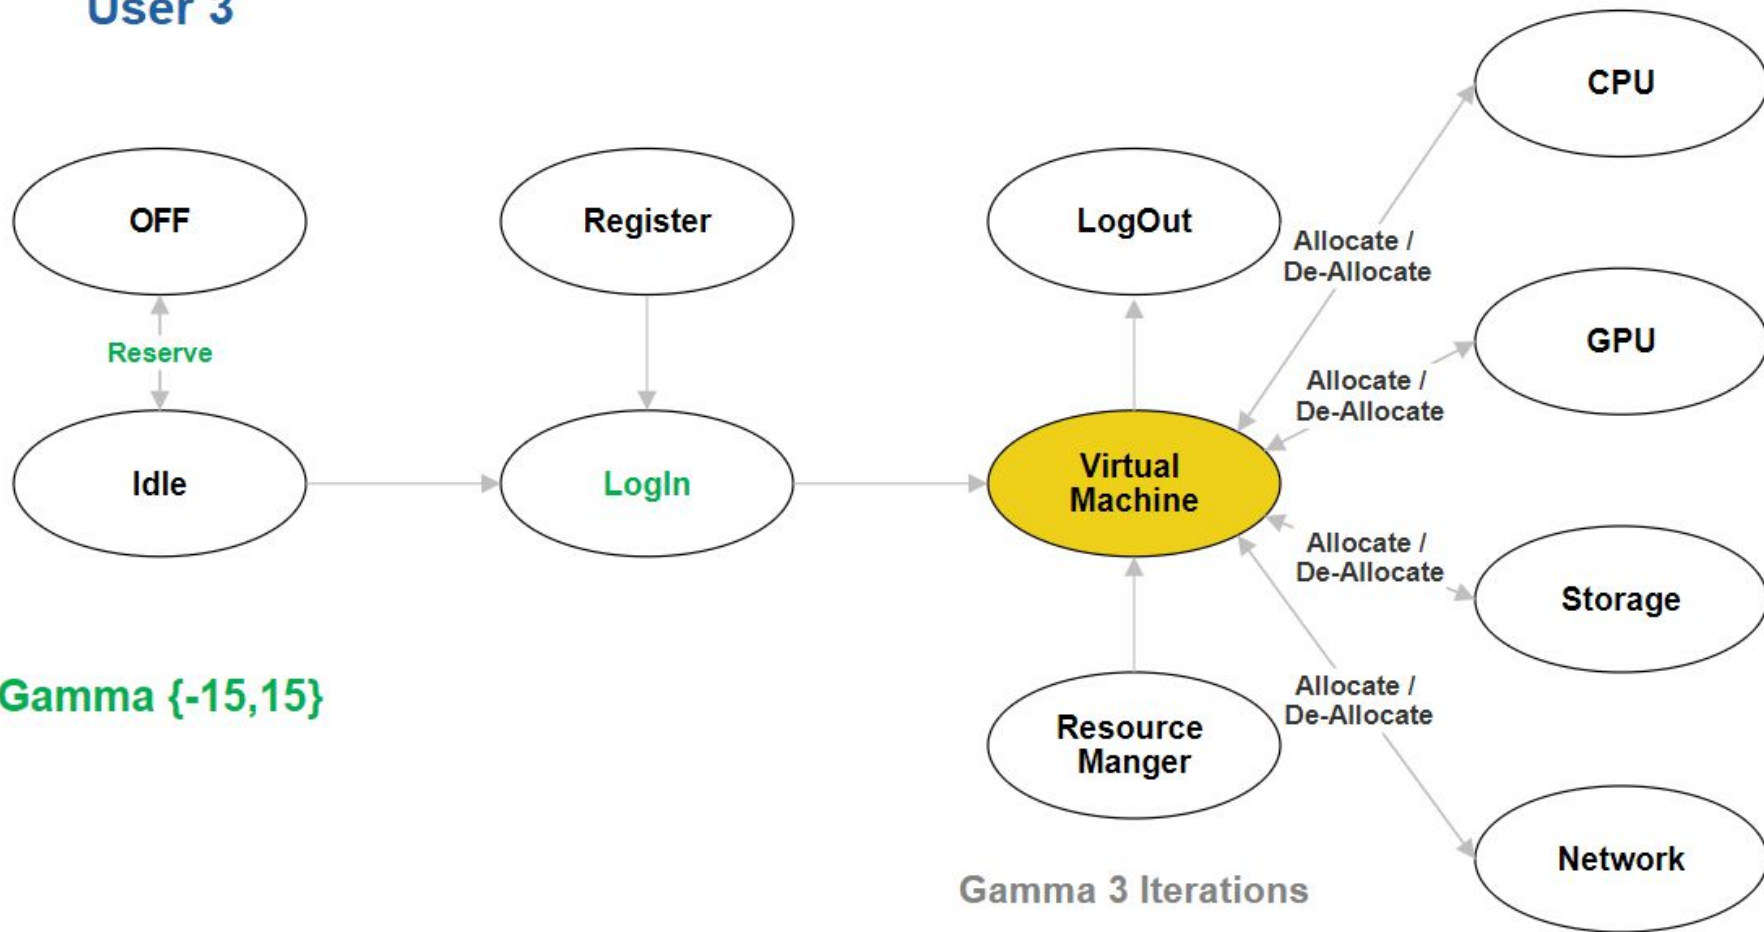 User 3
CPU
OFF
Register
LogOut
Allocate /
De-Allocate
Reserve
GPU
Allocate /
De-Allocate
Idle
LogIn
Virtual
Machine
Allocate /
De-Allocate
Storage
Gamma {-15,15}
Allocate /
De-Allocate
Resource
Manger
Network
Gamma 3 Iterations